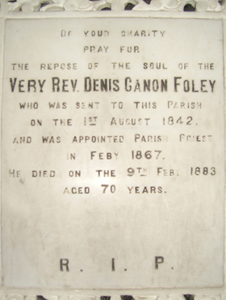 OF YOUR CHARITY
PRAY FOR
THE REPOSE OF THE SOUL OF THE
VERY REV. DENIS CANON FOLEY
WHO WAS SENT TO THIS PARISH
ON THE 1ST AUGUST 1842.
AND WAS APPOINTED PARISH PRIEST
IN FEBY 1867.
HE DIED ON THE 9TH FEB. 1883
AGED 70 YEARS.
R. I. P.